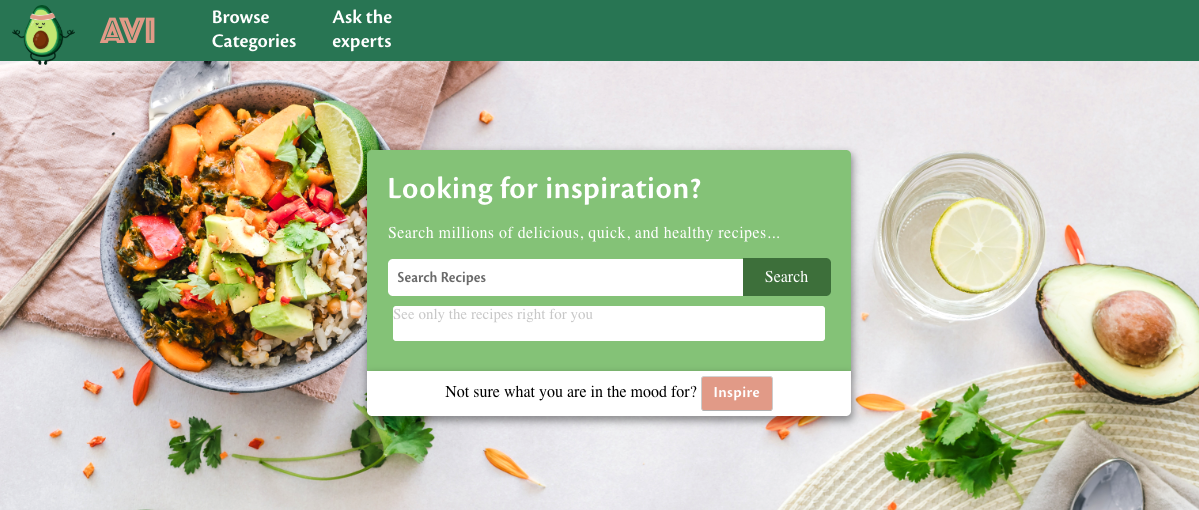 AVI
Browse
Categories
Ask the
experts
Looking for inspiration?
Search millions of delicious, quick, and healthy recipes...
Search Recipes
Search
See only the recipes right for you
Not sure what you are in the mood for? Inspire